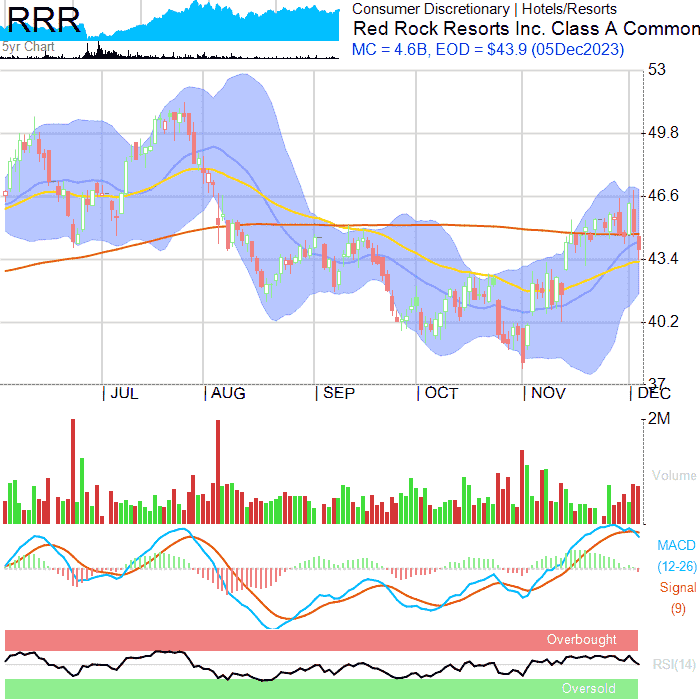 RRR
5yr Chart
Consumer Discretionary | Hotels/Resorts
Red Rock Resorts Inc. Class A Common
MC = 4.6B, EOD = $43.9 (05Dec2023)
53
49.8
46.6
43.4
40.2
37
JUL AUG SEP OCT NOV DEC
2M
Volume
MACD
(12-26)
Signal
(9)
Overbought
RSI(14)
Oversold